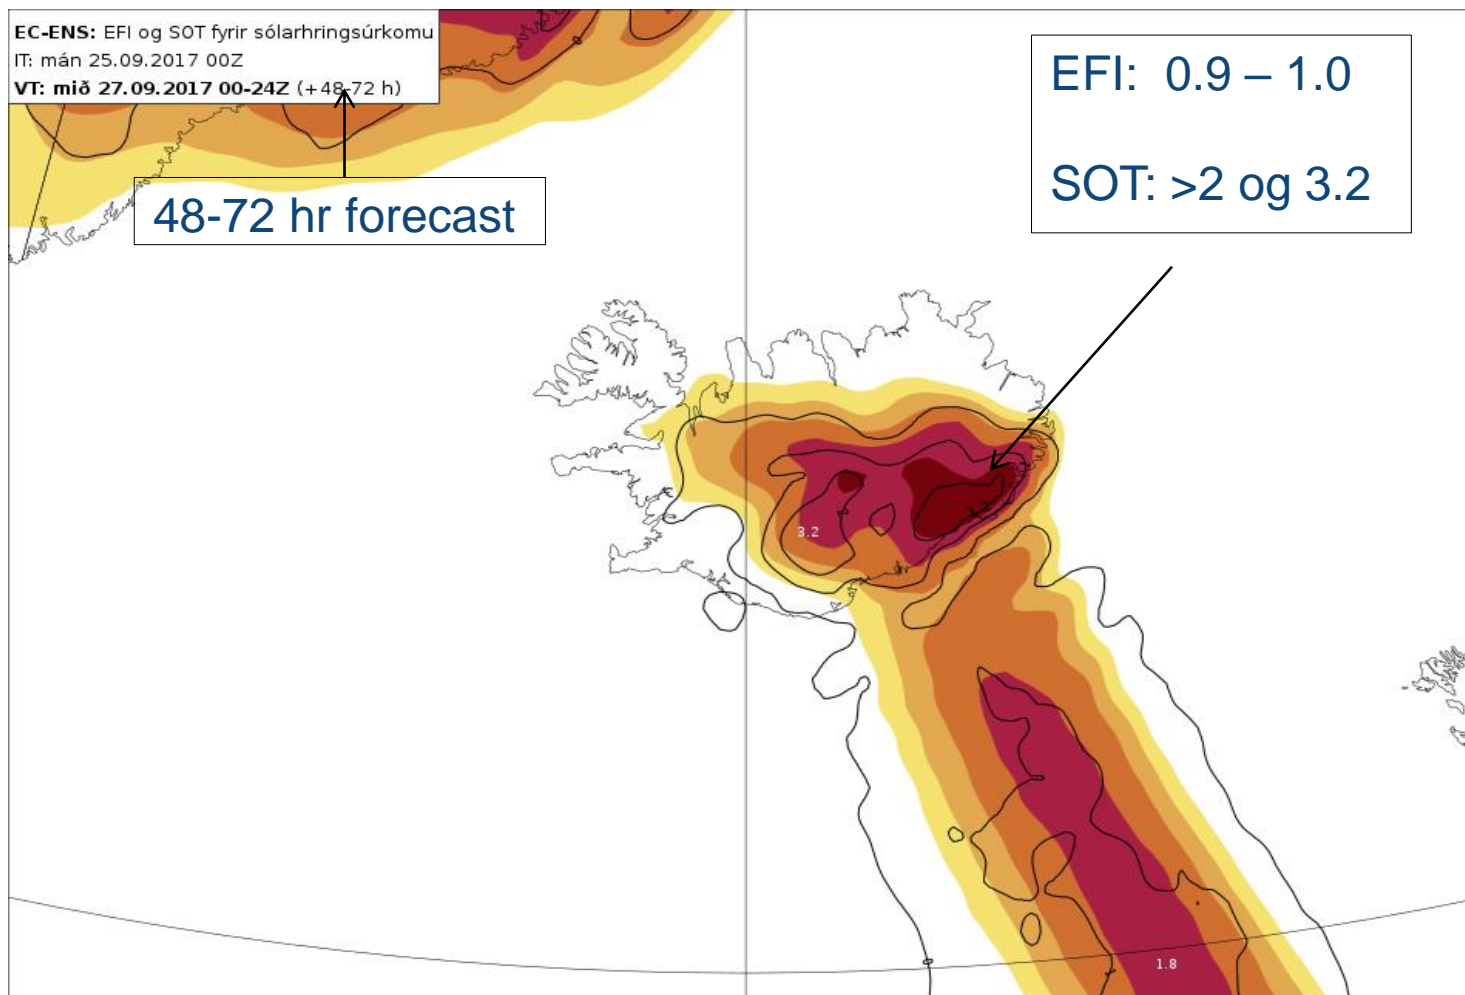 EC-ENS: EFI og SOT fyrir sólarhringsúrkomu
IT: mán 25.09.2017 00Z
VT: mið 27.09.2017 00-24Z (+48-72 h)
48-72 hr forecast
EFI: 0.9 – 1.0
SOT: >2 og 3.2
3.2
1.8